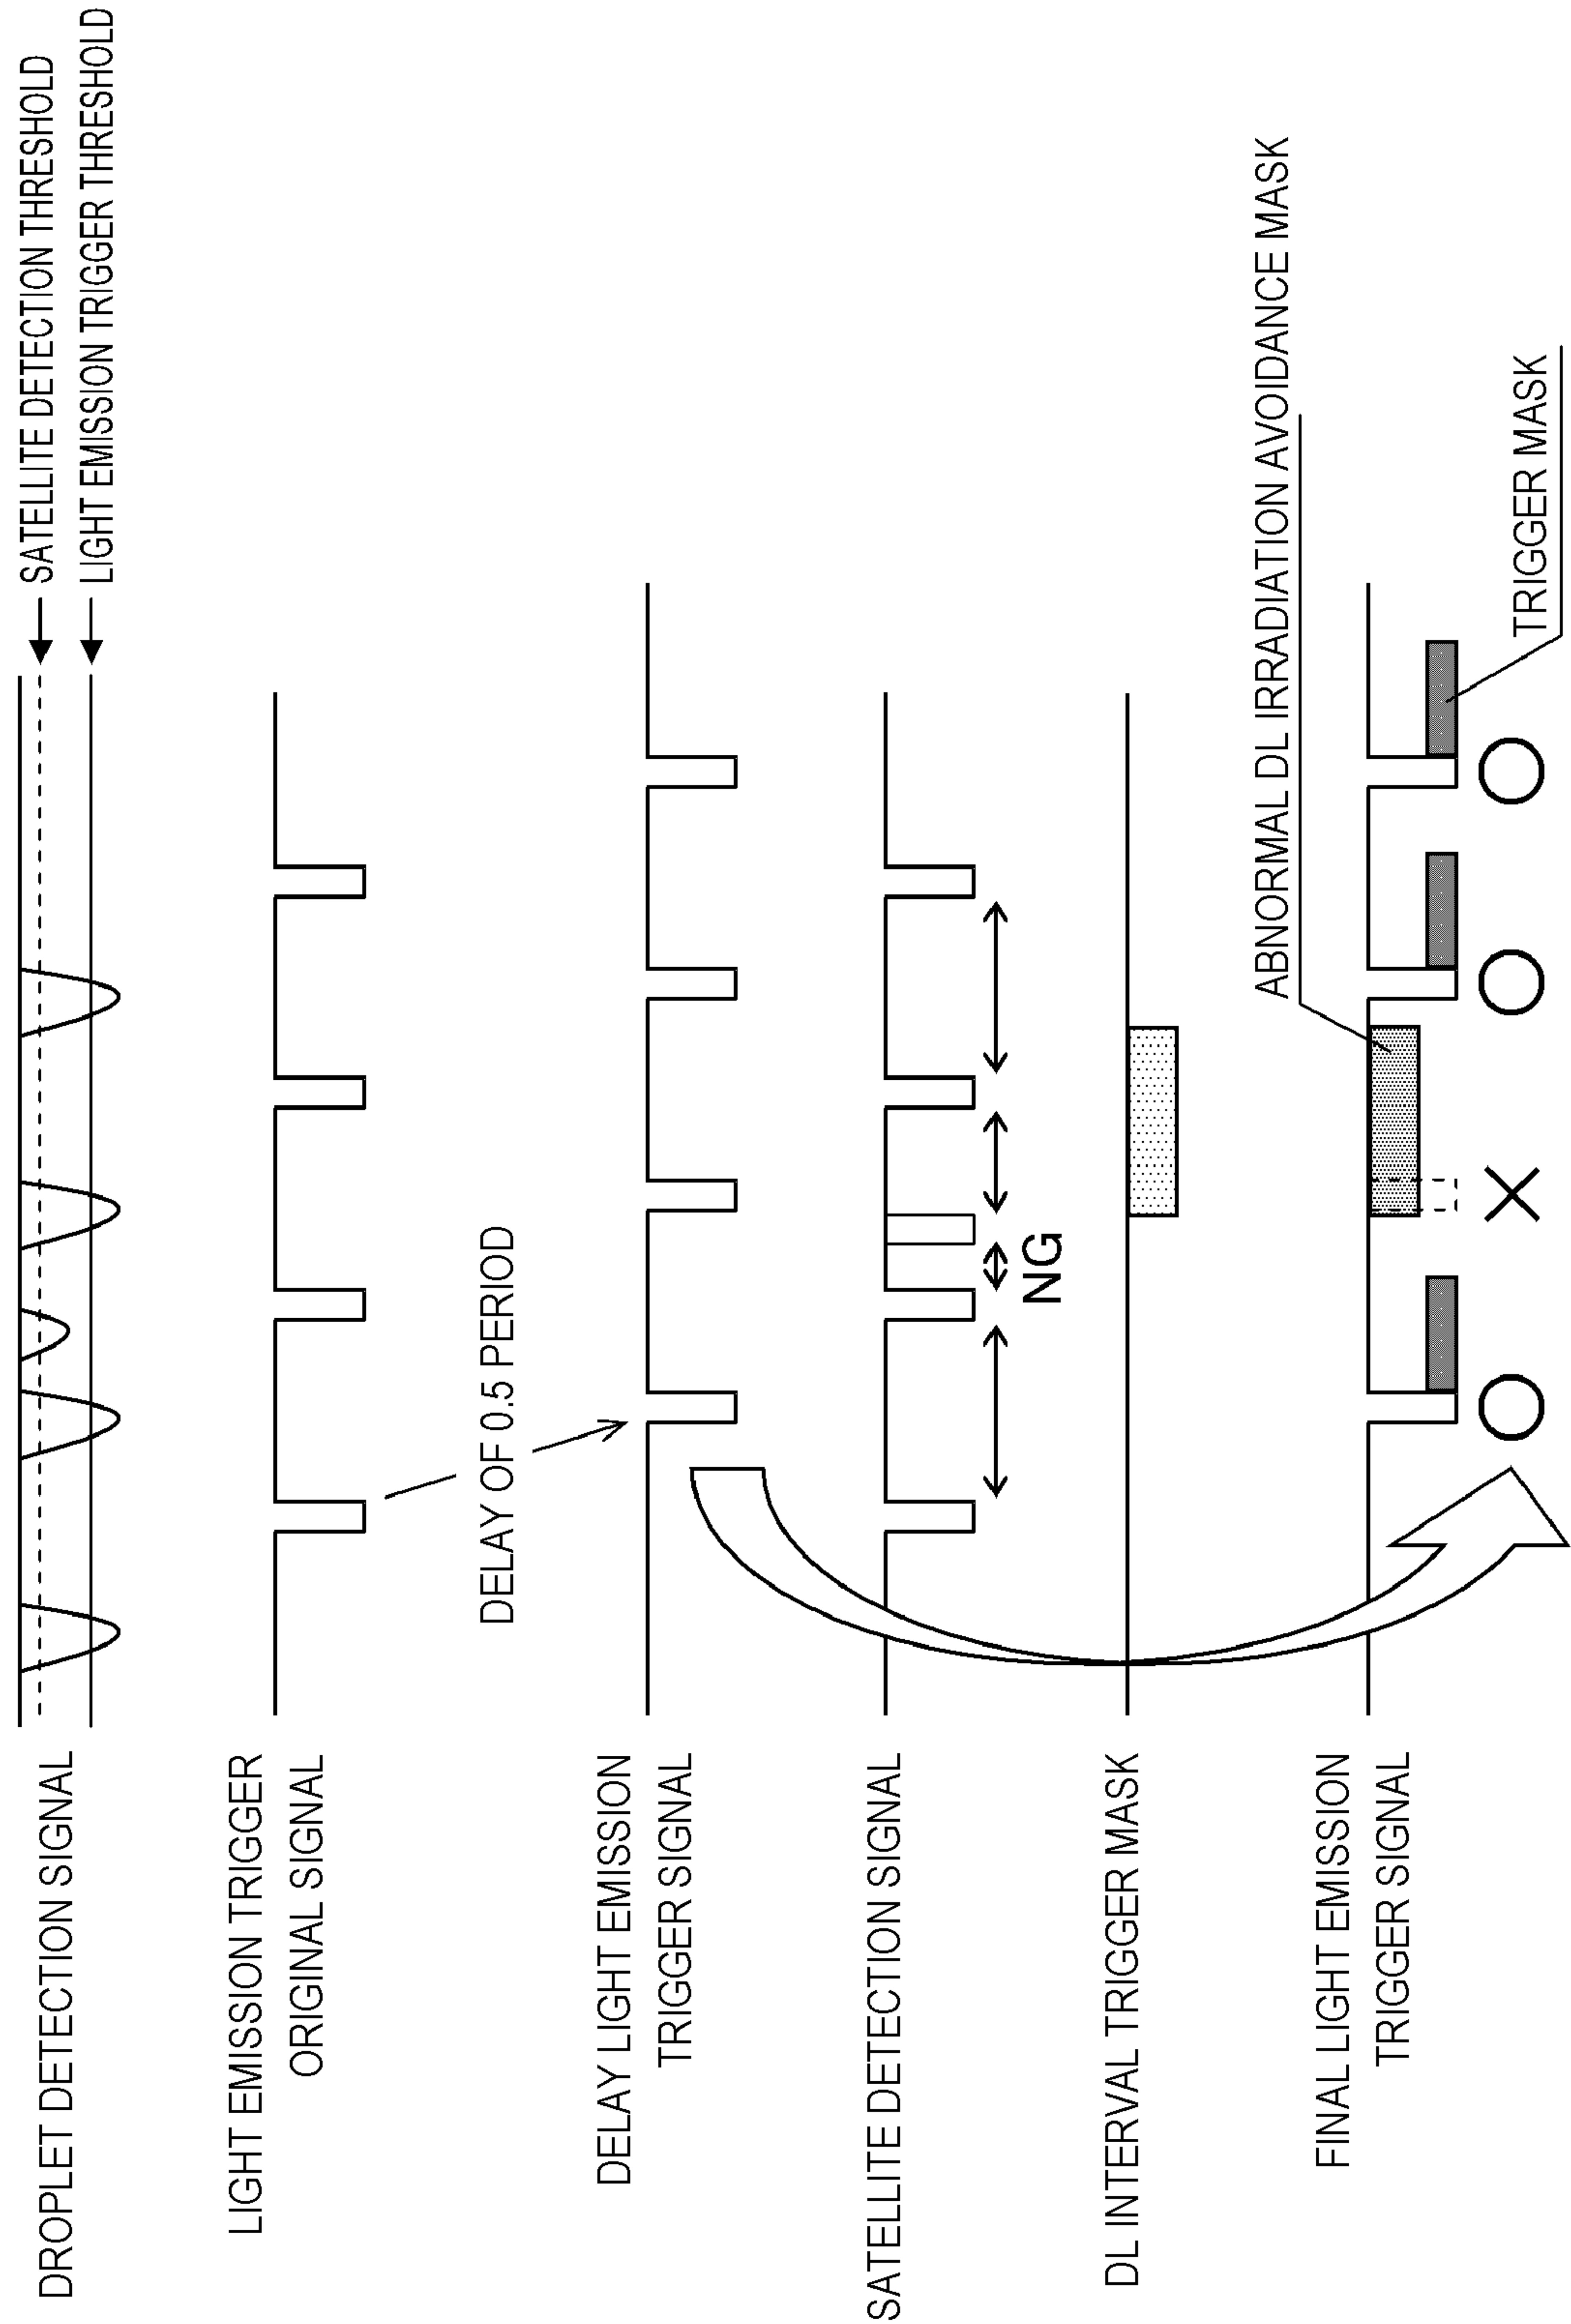 SATELLITE DETECTION THRESHOLD
LIGHT EMISSION TRIGGER THRESHOLD
DROPLET DETECTION SIGNAL
LIGHT EMISSION TRIGGER
ORIGINAL SIGNAL
DELAY OF 0.5 PERIOD
DELAY LIGHT EMISSION
TRIGGER SIGNAL
SATELLITE DETECTION SIGNAL
NG
DL INTERVAL TRIGGER MASK
ABNORMAL DL IRRADIATION AVOIDANCE MASK
FINAL LIGHT EMISSION
TRIGGER SIGNAL
TRIGGER MASK